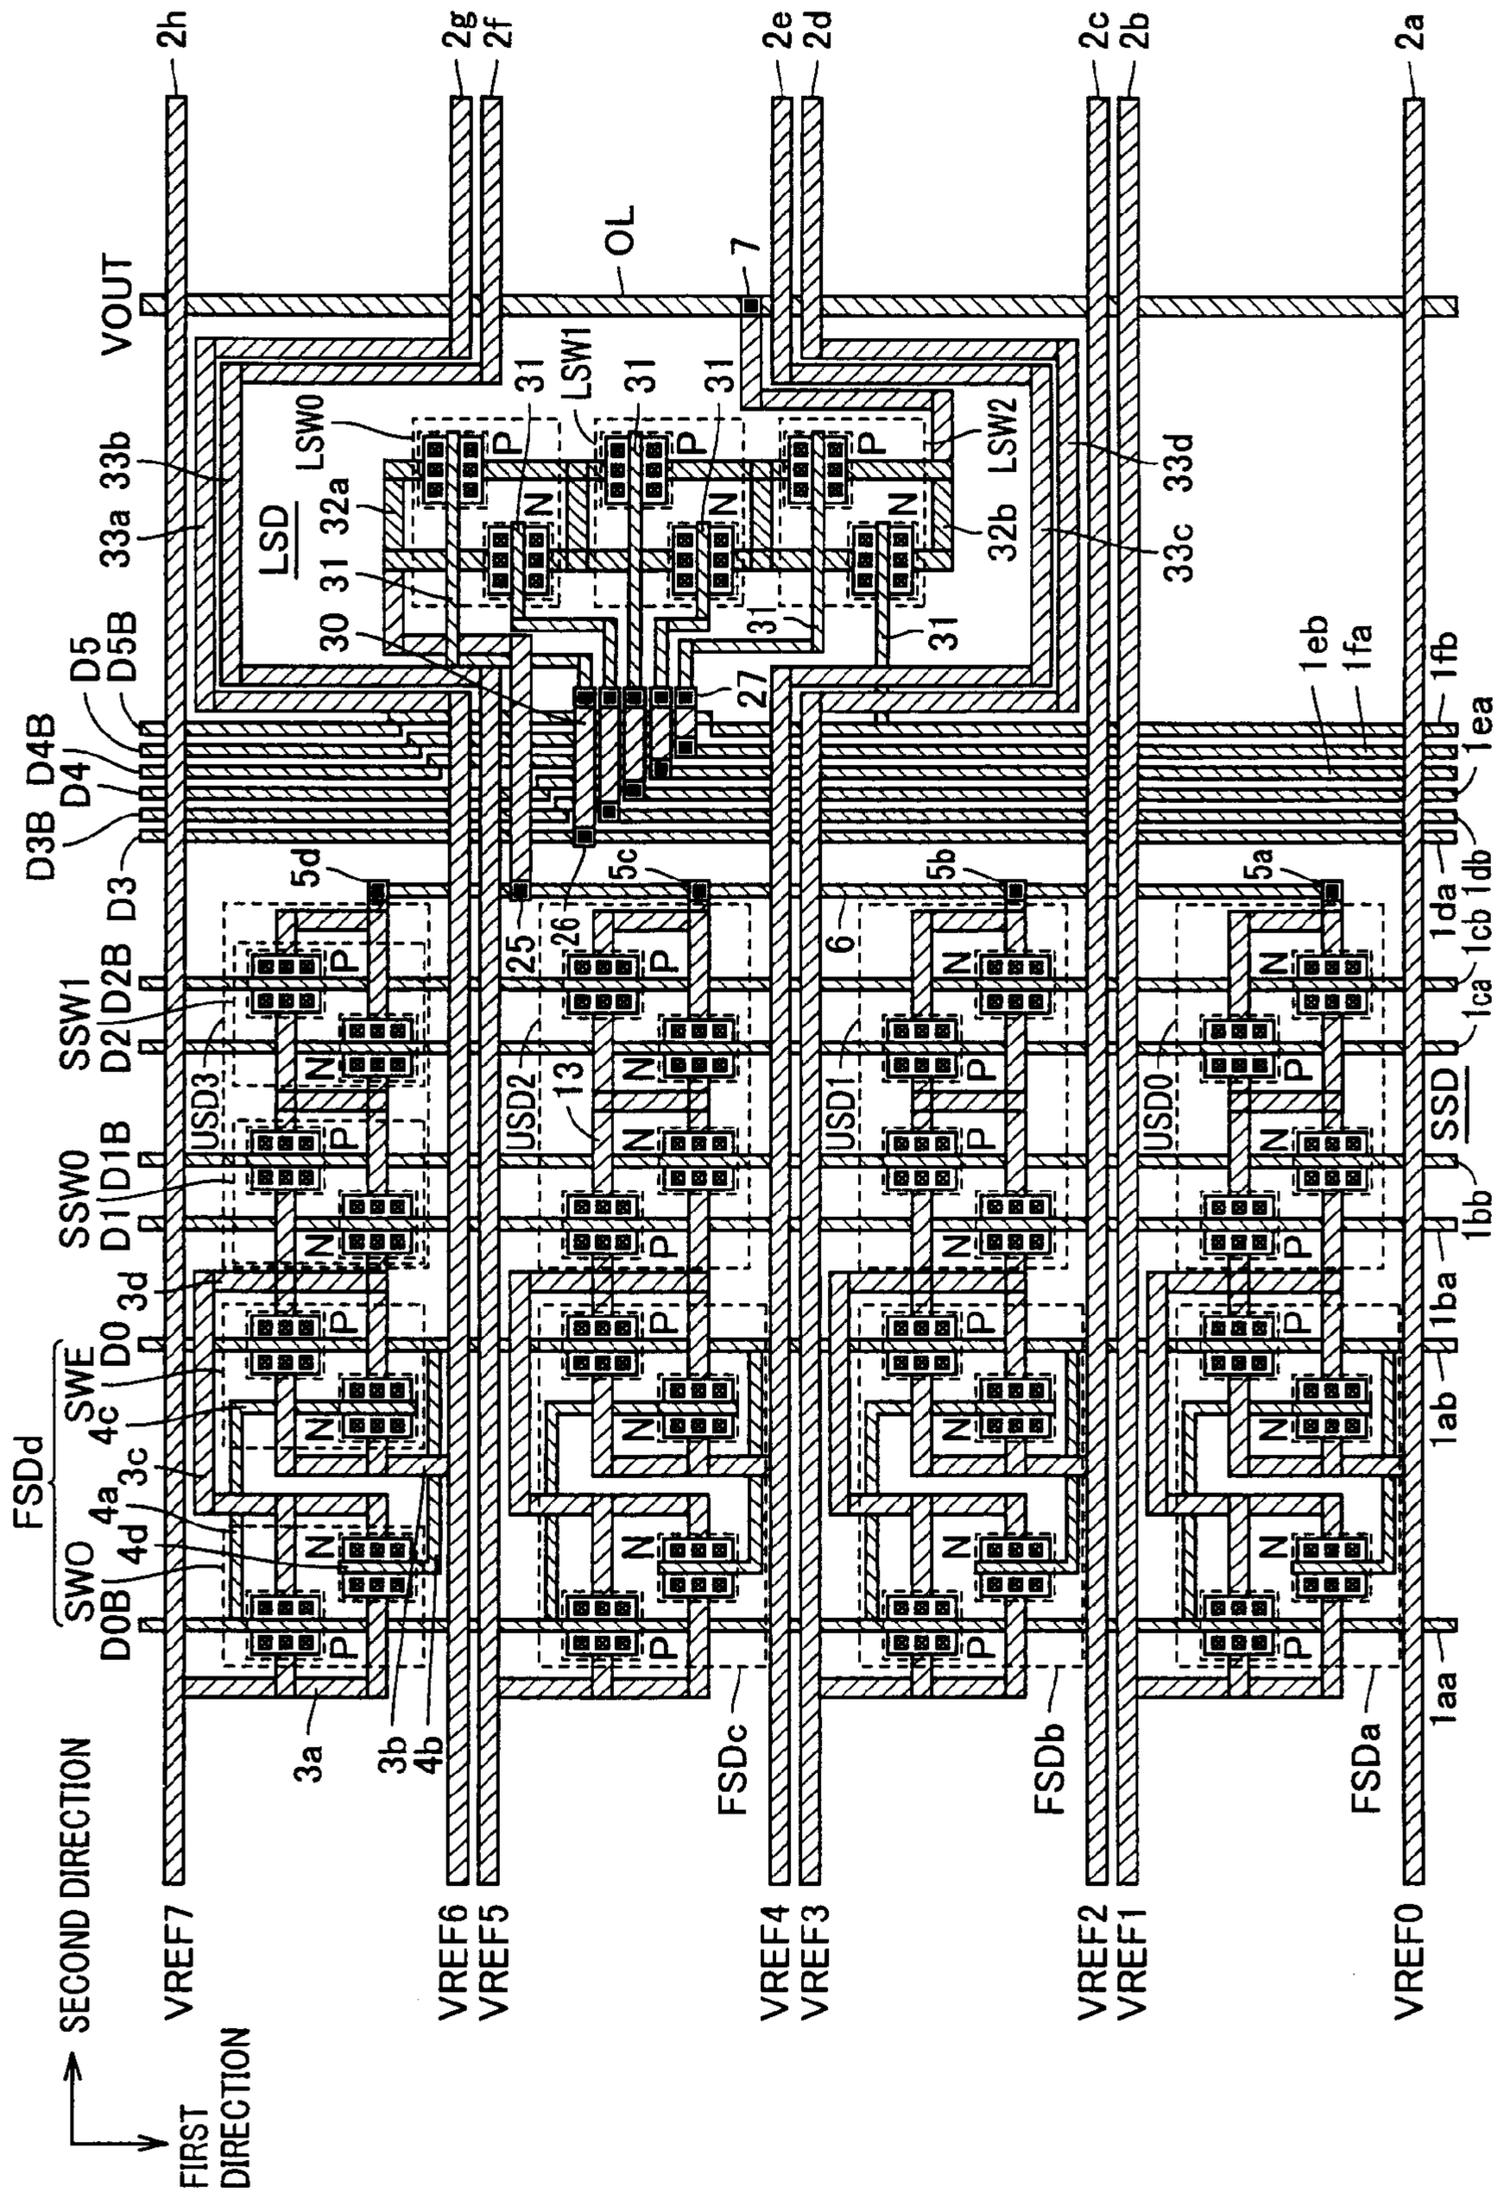 2h
2g
2f
2e
2d
2c
2b
2a
VOUT
OL
7
33a
33b
LSD
32a
31
30
LSW0
P
31
N
LSW1
31
P
31
N
P
LSW2
N
32b
31
31
27
33d
33c
D5
D5B
D4B
D4
D3B
D3
1eb
1fa
1fb
1ea
1db
1da
1cb
1ca
5d
25
26
5c
6
5b
5a
SSW1
D2
D2B
USD3
P
N
USD2
P
N
13
USD1
N
P
USD0
N
P
SSD
SSW0
D1
D1B
P
N
N
P
P
N
N
P
1bb
1ba
FSDd
SWE
D0
3d
4c
3c
P
N
P
N
P
N
P
N
1ab
SWO
D0B
4a
4d
N
P
N
P
N
P
N
P
1aa
3a
3b
4b
FSDc
FSDb
FSDa
SECOND DIRECTION
FIRST
DIRECTION
VREF7
VREF6
VREF5
VREF4
VREF3
VREF2
VREF1
VREF0